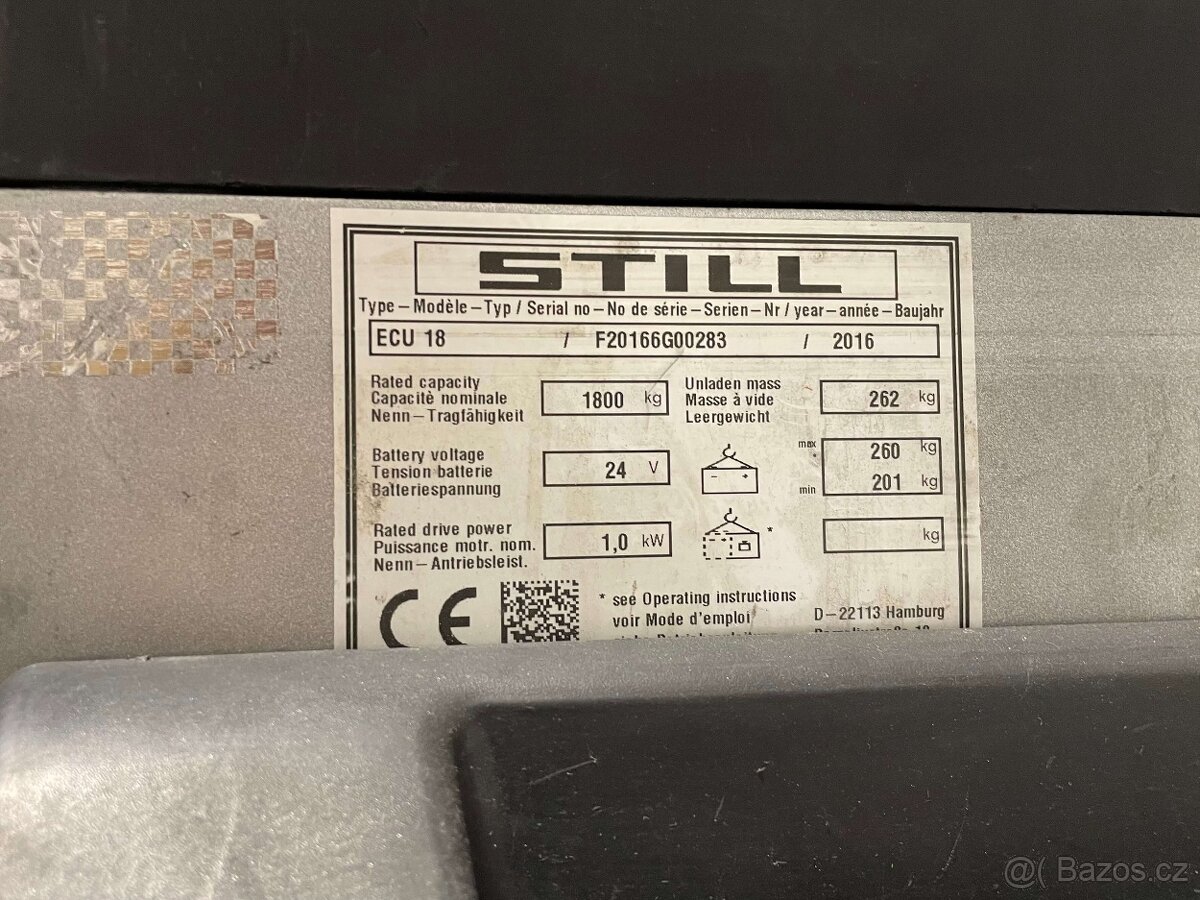 STILL
Type – Modèle – Typ / Serial no – No de série – Serien – Nr / year – année – Baujahr
ECU 18 / F20166G00283 / 2016
Rated capacity
Capacitè nominale
Nenn – Tragfähigkeit
1800 kg
Unladen mass
Masse à vide
Leergewicht
262 kg
Battery voltage
Tension batterie
Batteriespannung
24 V
max 260 kg
min 201 kg
Rated drive power
Puissance motr. nom.
Nenn – Antriebsleist.
1,0 kW
*
kg
CE
* see Operating instructions
voir Mode d'emploi
D – 22113 Hamburg
@( Bazos.cz